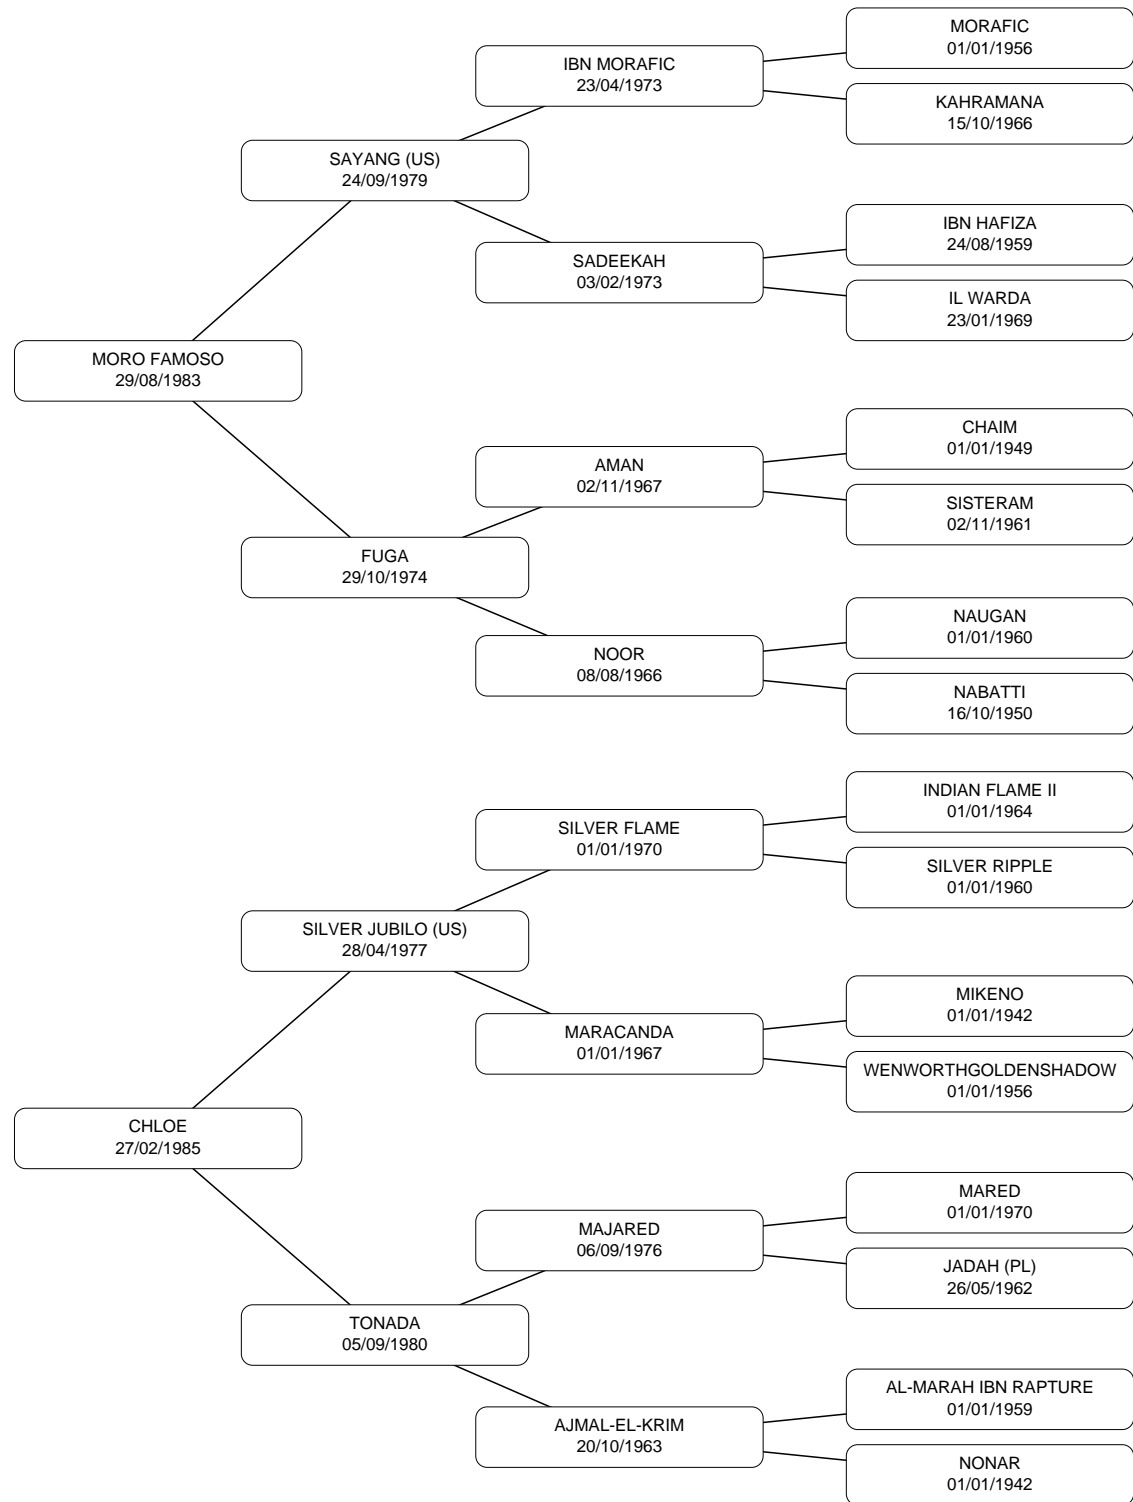 MORAFIC
01/01/1956
IBN MORAFIC
23/04/1973
KAHRAMANA
15/10/1966
SAYANG (US)
24/09/1979
IBN HAFIZA
24/08/1959
SADEEKAH
03/02/1973
IL WARDA
23/01/1969
MORO FAMOSO
29/08/1983
CHAIM
01/01/1949
AMAN
02/11/1967
SISTERAM
02/11/1961
FUGA
29/10/1974
NAUGAN
01/01/1960
NOOR
08/08/1966
NABATTI
16/10/1950
INDIAN FLAME II
01/01/1964
SILVER FLAME
01/01/1970
SILVER RIPPLE
01/01/1960
SILVER JUBILO (US)
28/04/1977
MIKENO
01/01/1942
MARACANDA
01/01/1967
WENWORTHGOLDENSHADOW
01/01/1956
CHLOE
27/02/1985
MARED
01/01/1970
MAJARED
06/09/1976
JADAH (PL)
26/05/1962
TONADA
05/09/1980
AL-MARAH IBN RAPTURE
01/01/1959
AJMAL-EL-KRIM
20/10/1963
NONAR
01/01/1942